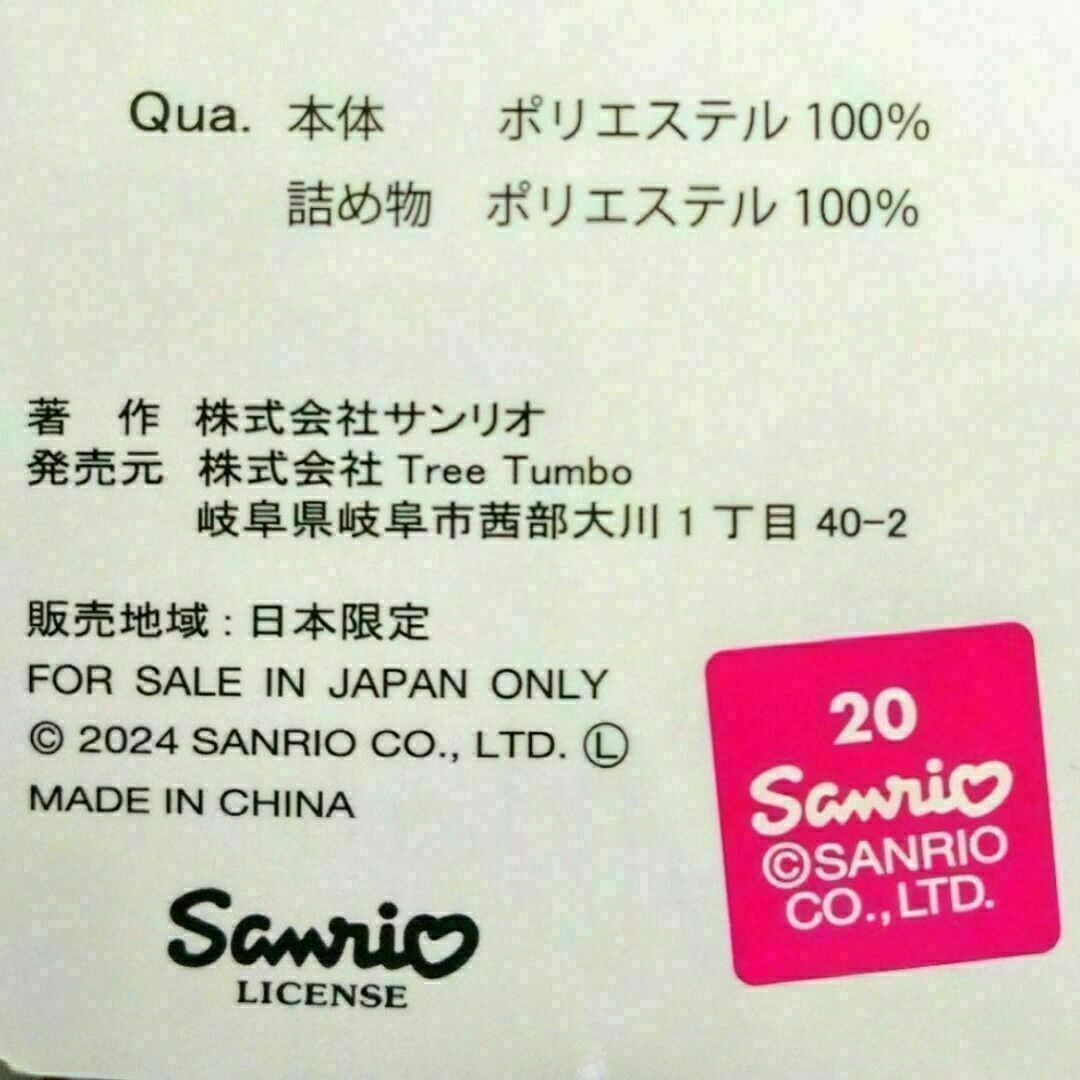 Qua. 本体 ポリエステル 100%
詰め物 ポリエステル 100%
著 作 株式会社サンリオ
発売元 株式会社 Tree Tumbo
岐阜県岐阜市茜部大川 1 丁目 40-2
販売地域 : 日本限定
FOR SALE IN JAPAN ONLY
© 2024 SANRIO CO., LTD. Ⓛ
MADE IN CHINA
Sanrio
LICENSE
20
Sanrio
©SANRIO
CO., LTD.